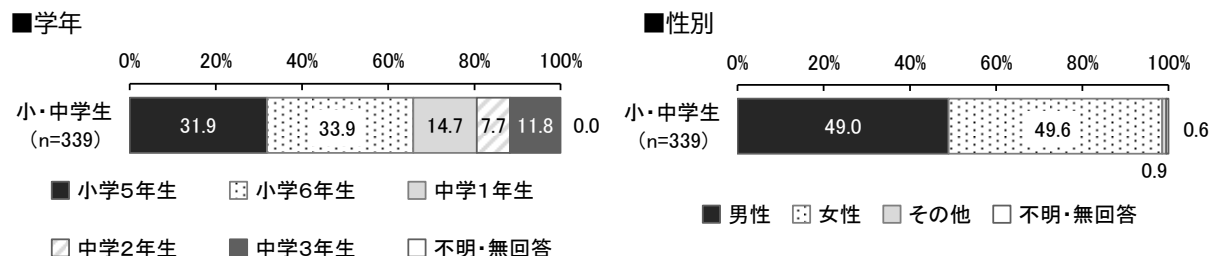 ■学年
0% 20% 40% 60% 80% 100%
小・中学生
（n=339）
31.9 33.9 14.7 7.7 11.8 0.0
小学5年生 小学6年生 中学1年生
中学2年生 中学3年生 不明・無回答
■性別
0% 20% 40% 60% 80% 100%
小・中学生
（n=339）
49.0 49.6 0.6
0.9
男性 女性 その他 不明・無回答